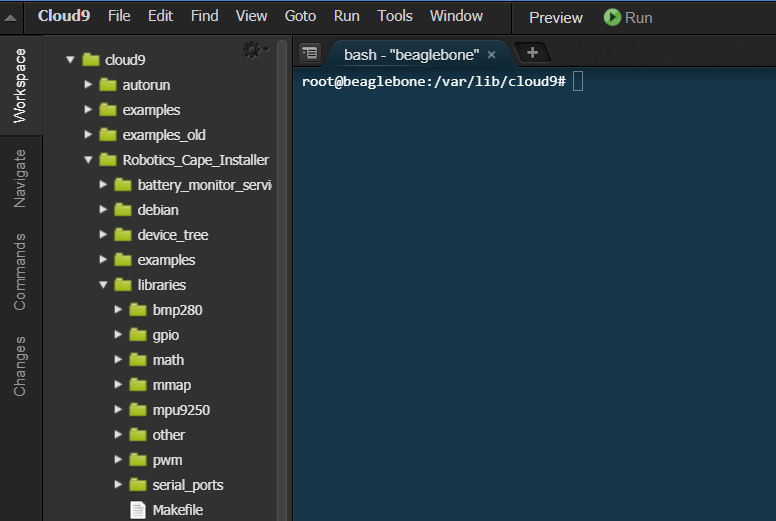 Cloud9 File Edit Find View Goto Run Tools Window Preview Run
Workspace
Navigate
Commands
Changes
cloud9
autorun
examples
examples_old
Robotics_Cape_Installer
battery_monitor_servi
debian
device_tree
examples
libraries
bmp280
gpio
math
mmap
mpu9250
other
pwm
serial_ports
Makefile
bash - "beaglebone" ×
root@beaglebone:/var/lib/cloud9#